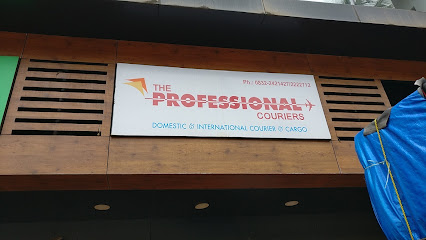 THE
PROFESSIONAL
COURIERS
DOMESTIC & INTERNATIONAL COURIER & CARGO